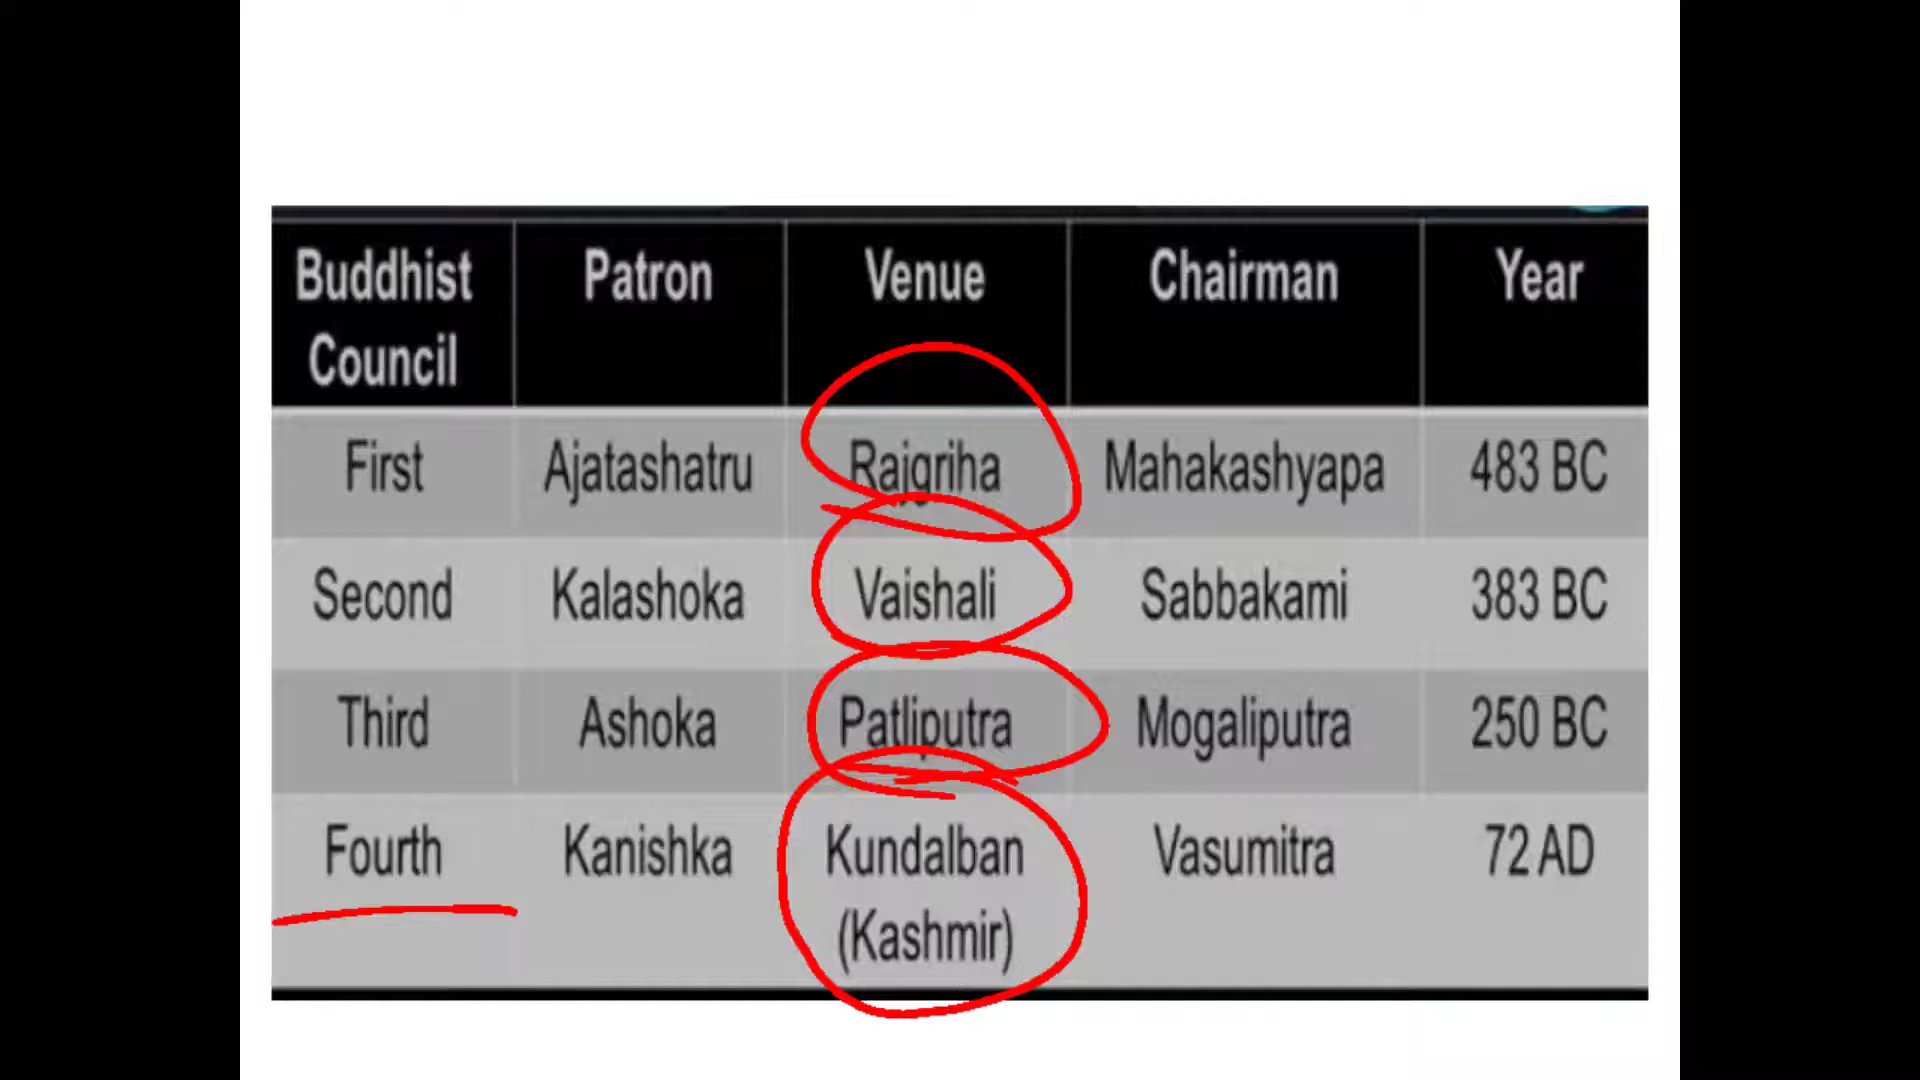 Buddhist Council Patron Venue Chairman Year
First Ajatashatru Rajgriha Mahakashyapa 483 BC
Second Kalashoka Vaishali Sabbakami 383 BC
Third Ashoka Patliputra Mogaliputra 250 BC
Fourth Kanishka Kundalban (Kashmir) Vasumitra 72 AD